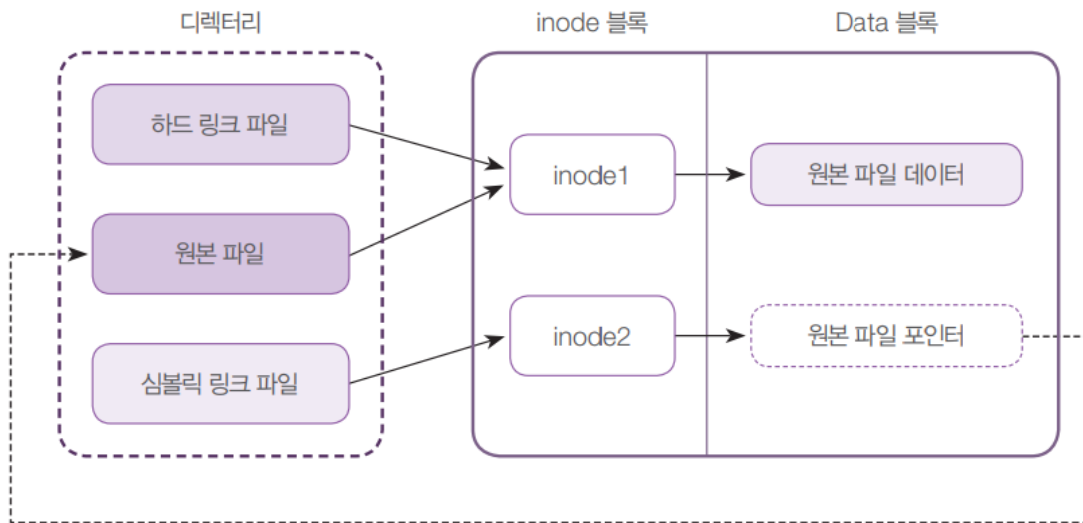 디렉터리
inode 블록
Data 블록
하드 링크 파일
inode1
원본 파일 데이터
원본 파일
inode2
원본 파일 포인터
심볼릭 링크 파일